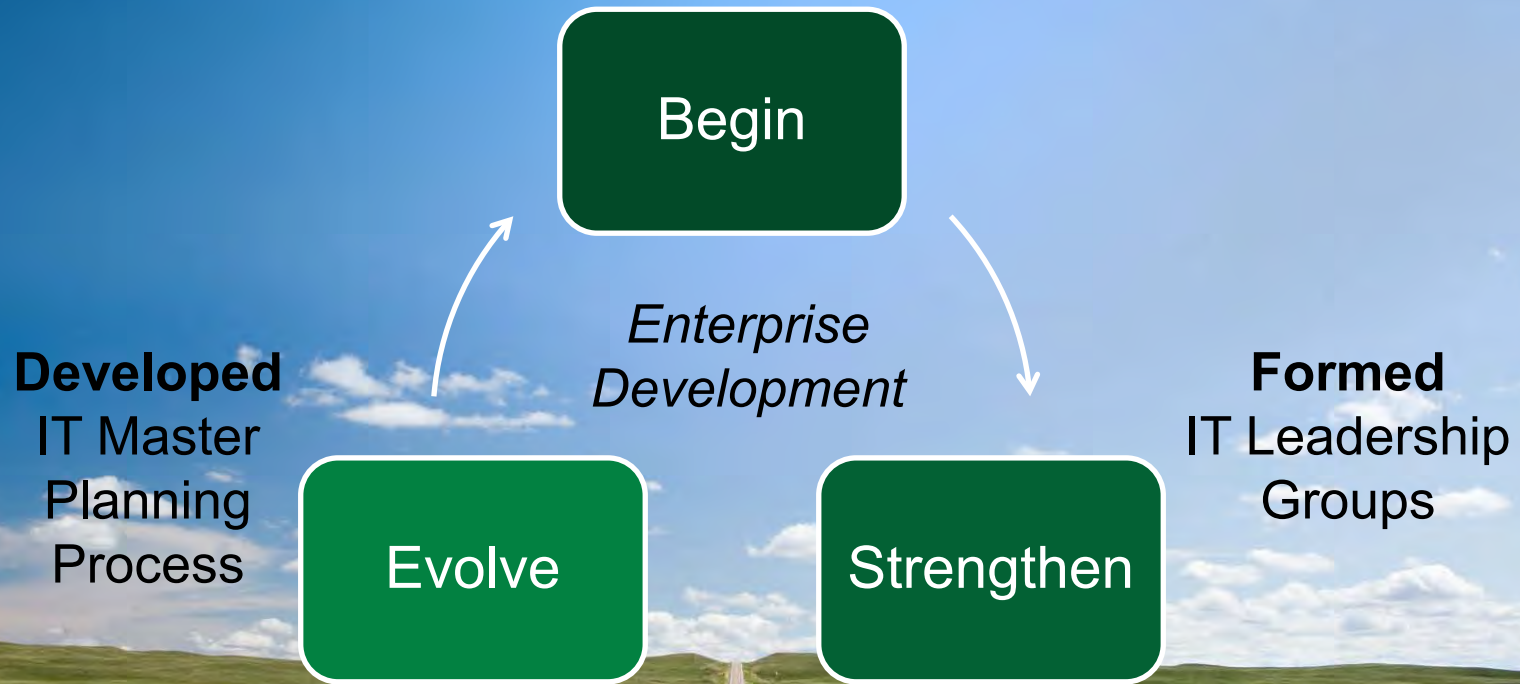 Begin
Enterprise
Development
Developed
IT Master
Planning
Process
Formed
IT Leadership
Groups
Evolve
Strengthen